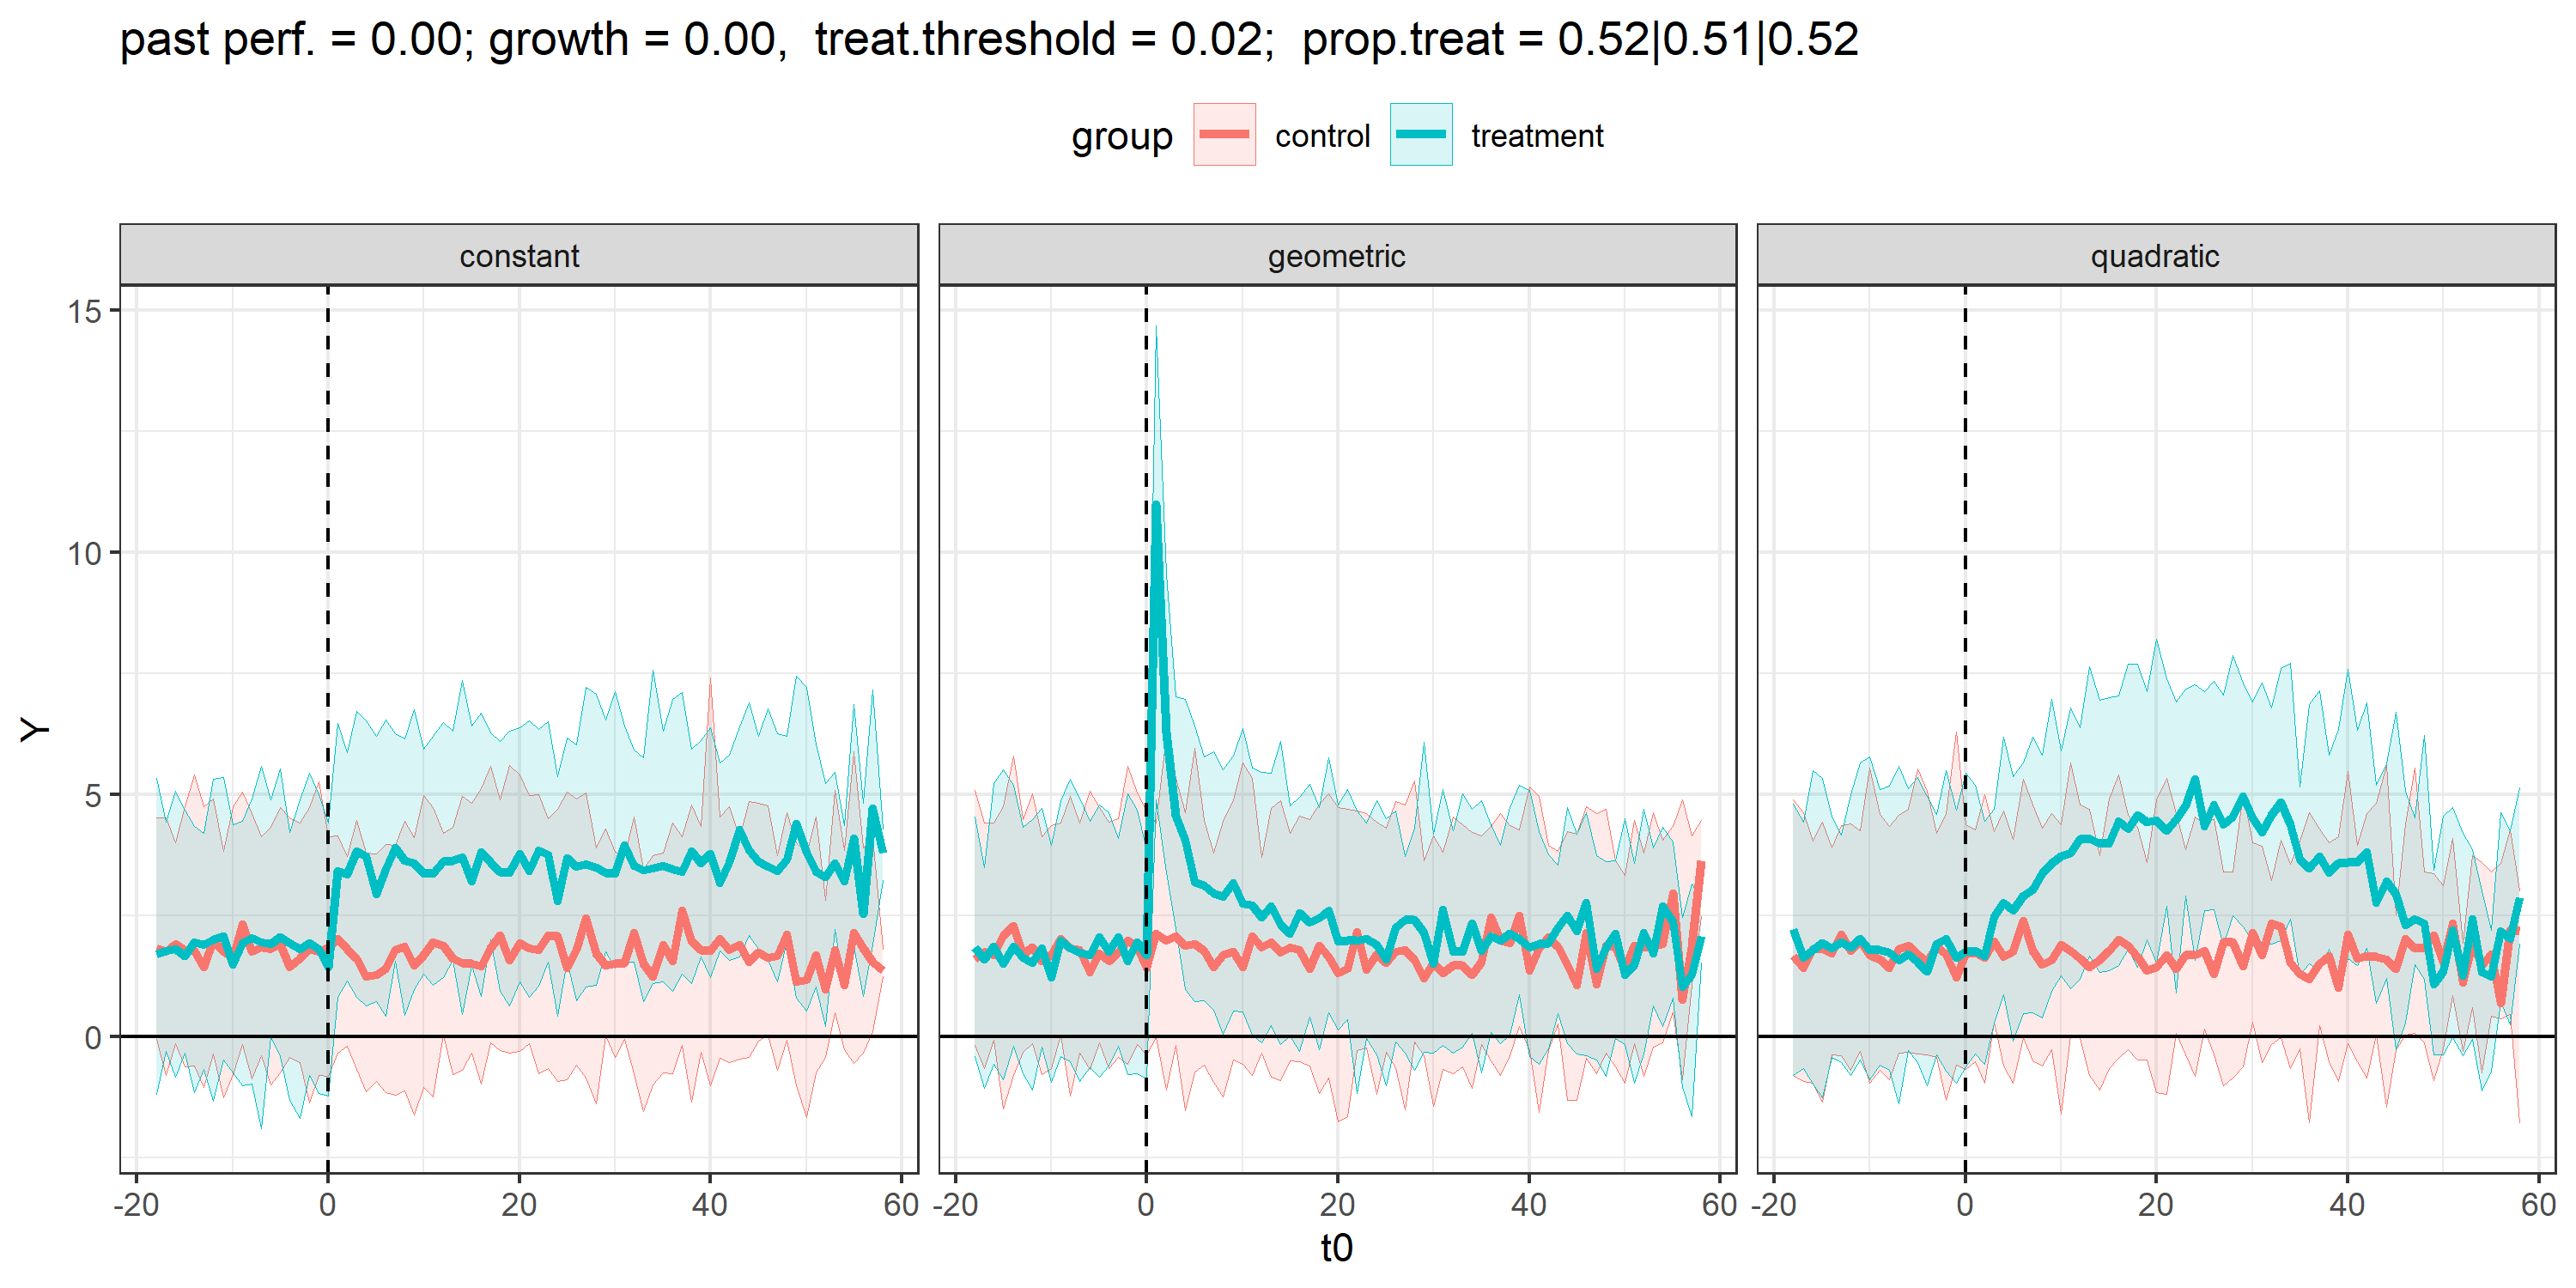 past perf. = 0.00; growth = 0.00,  treat.threshold = 0.02;  prop.treat = 0.52|0.51|0.52
group control treatment
constant geometric quadratic
15
10
5
0
Y
-20 0 20 40 60 -20 0 20 40 60 -20 0 20 40 60
t0